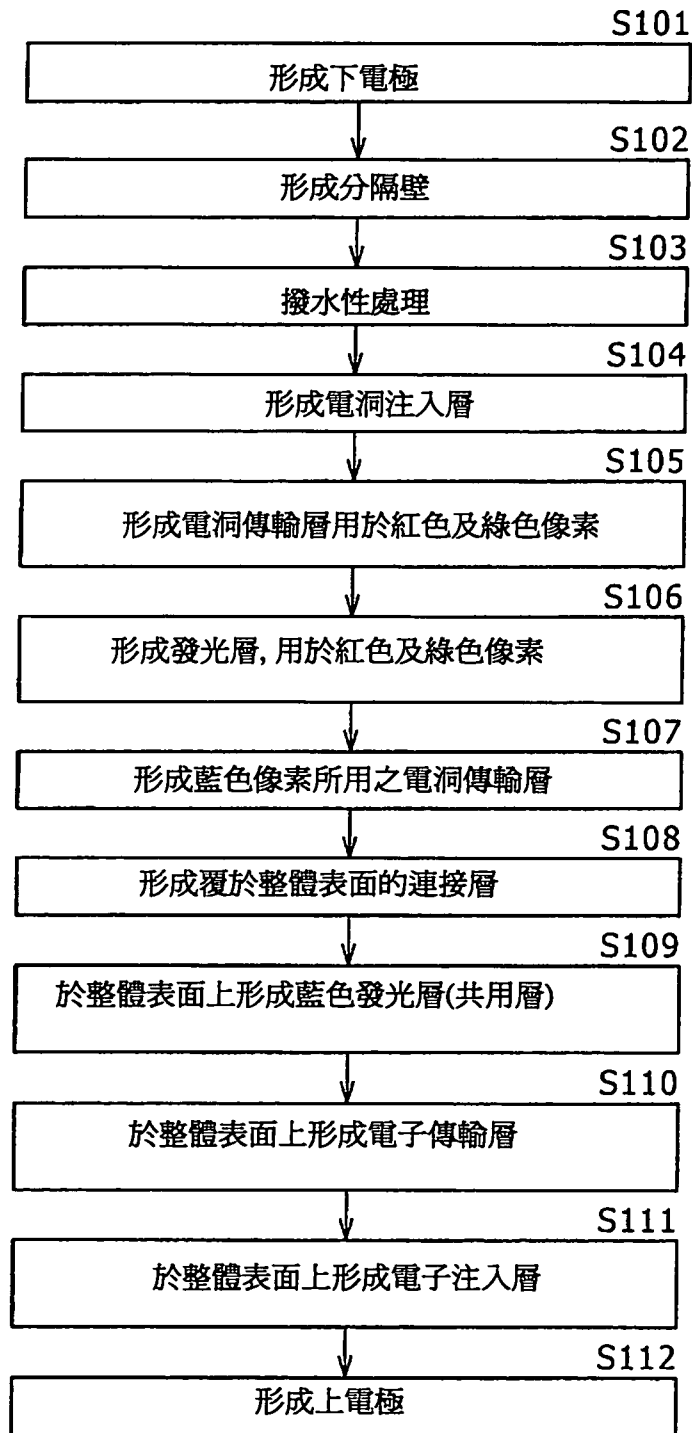 S101
形成下電極
S102
形成分隔壁
S103
撥水性處理
S104
形成電洞注入層
S105
形成電洞傳輸層用於紅色及綠色像素
S106
形成發光層, 用於紅色及綠色像素
S107
形成藍色像素所用之電洞傳輸層
S108
形成覆於整體表面的連接層
S109
於整體表面上形成藍色發光層(共用層)
S110
於整體表面上形成電子傳輸層
S111
於整體表面上形成電子注入層
S112
形成上電極